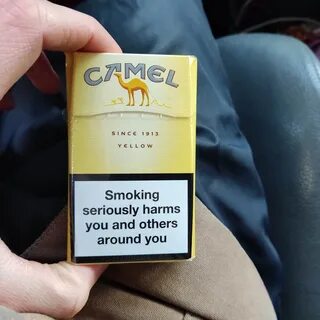 CAMEL
SINCE 1913
YELLOW
Smoking
seriously harms
you and others
around you